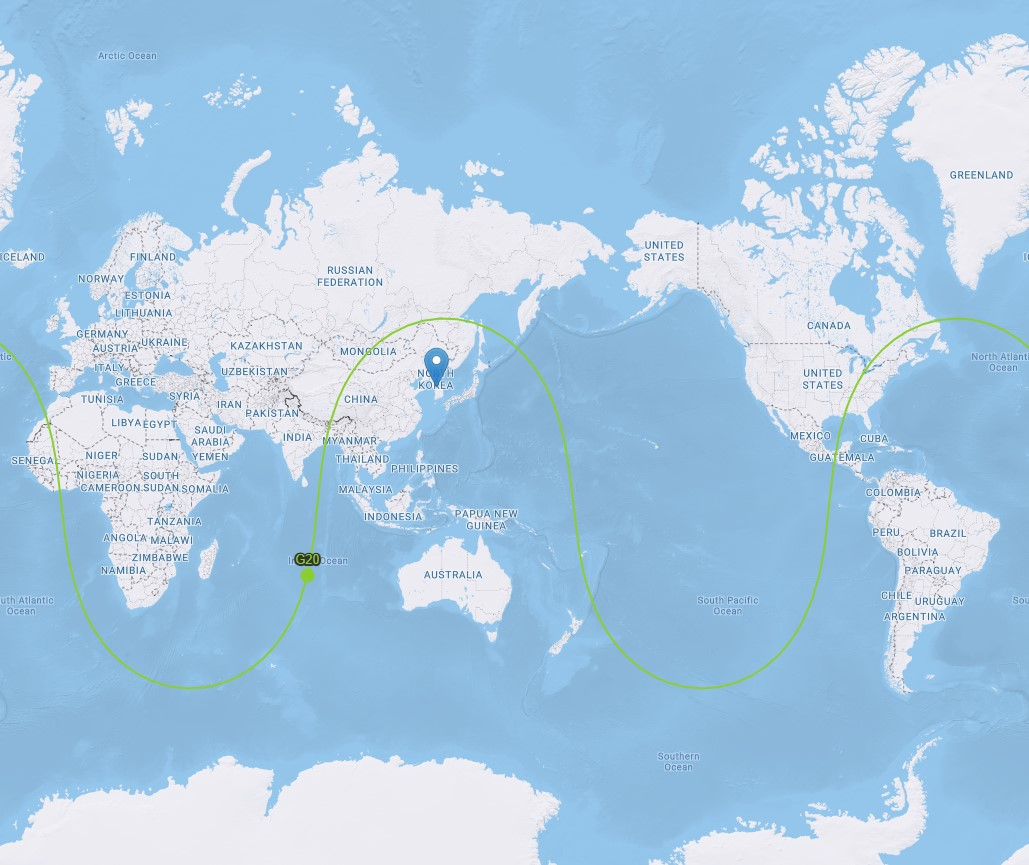 Arctic Ocean
GREENLAND
ICELAND
FINLAND
NORWAY
ESTONIA
LITHUANIA
GERMANY
UKRAINE
AUSTRIA
ITALY
GREECE
TUNISIA
SYRIA
RUSSIAN
FEDERATION
KAZAKHSTAN
UZBEKISTAN
MONGOLIA
IRAN
PAKISTAN
CHINA
KOREA
UNITED
STATES
CANADA
UNITED
STATES
North Atlantic
Ocean
LIBYA
EGYPT
SAUDI
ARABIA
YEMEN
INDIA
MYANMAR
THAILAND
PHILIPPINES
MALAYSIA
INDONESIA
PAPUA NEW
GUINEA
SENEGAL
NIGER
SUDAN
NIGERIA
SOUTH
SUDAN
CAMEROON
SOMALIA
TANZANIA
ANGOLA
MALAWI
ZIMBABWE
NAMIBIA
G20
Ocean
AUSTRALIA
MEXICO
CUBA
GUATEMALA
COLOMBIA
PERU
BRAZIL
BOLIVIA
PARAGUAY
CHILE
URUGUAY
ARGENTINA
South Pacific
Ocean
uth Atlantic
Ocean
Southern
Ocean